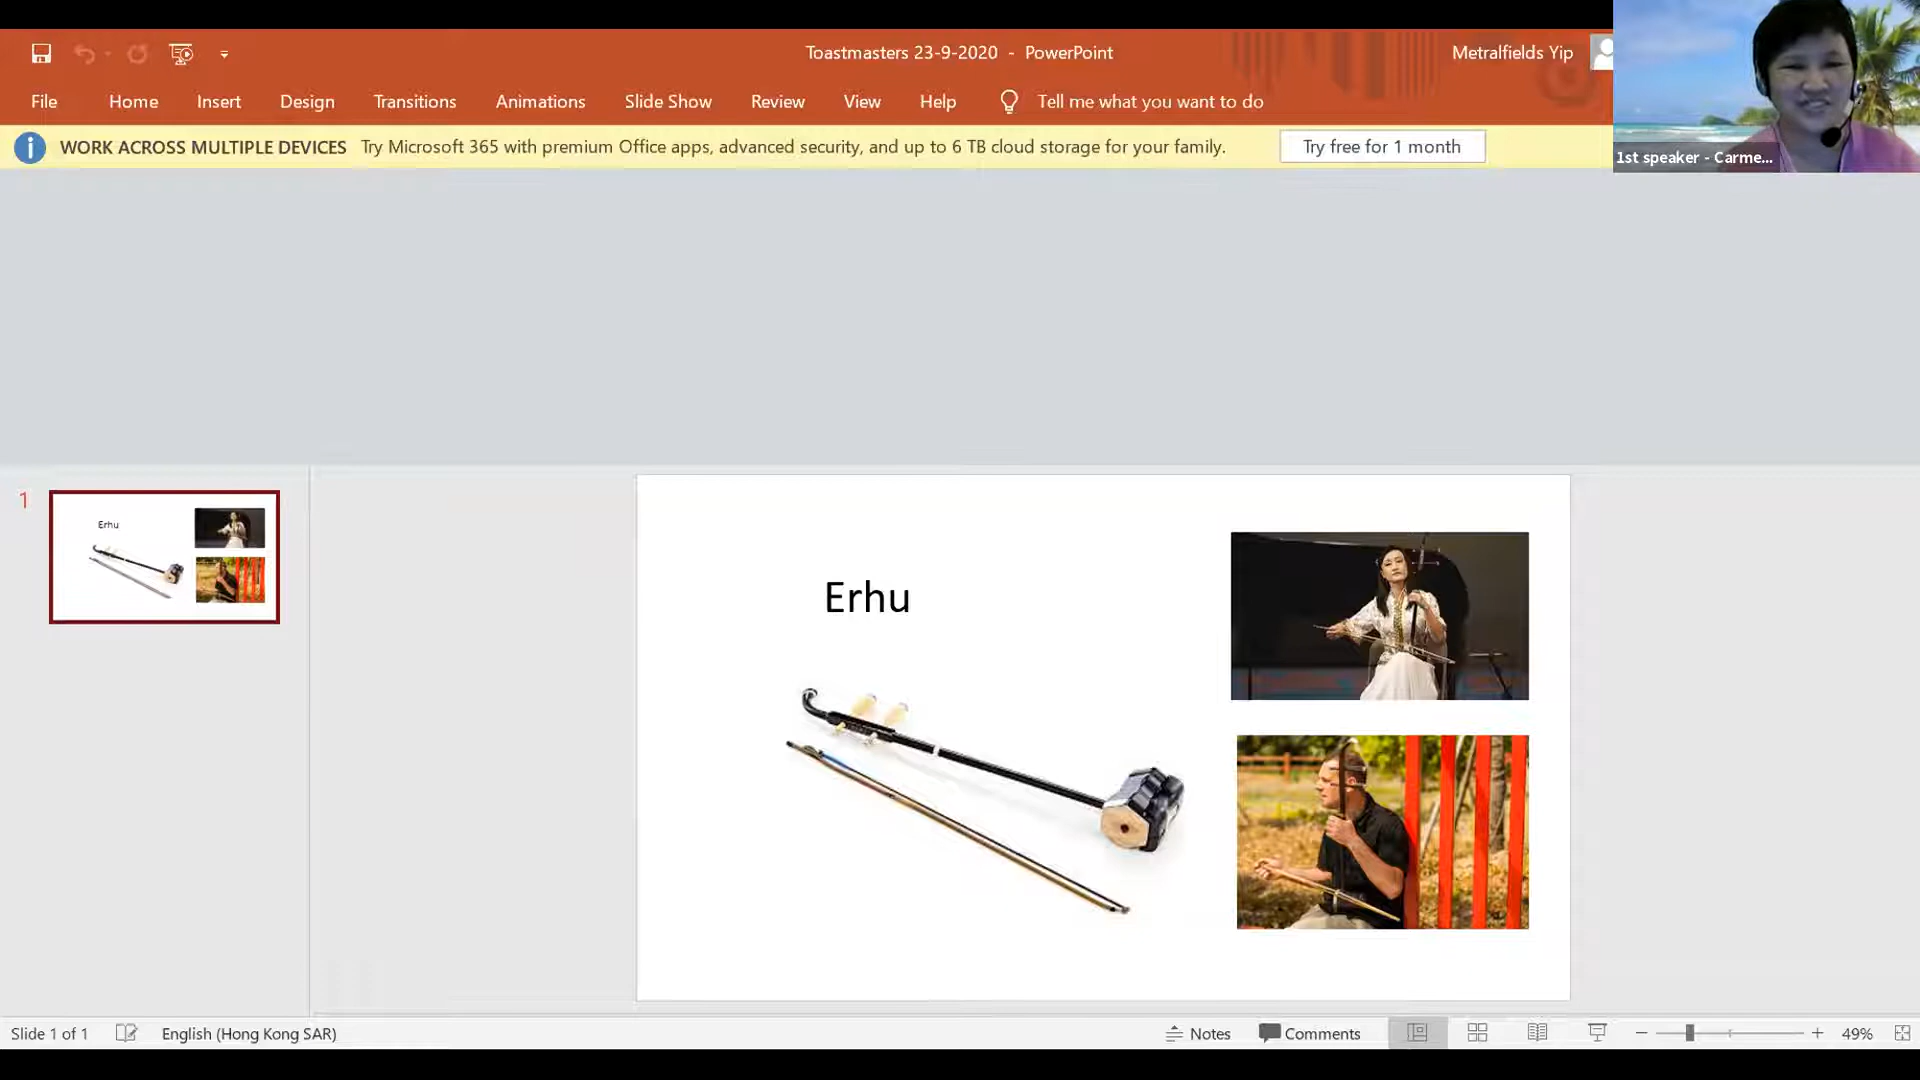 Toastmasters 23-9-2020 - PowerPoint
Metralfields Yip
File Home Insert Design Transitions Animations Slide Show Review View Help Tell me what you want to do
WORK ACROSS MULTIPLE DEVICES Try Microsoft 365 with premium Office apps, advanced security, and up to 6 TB cloud storage for your family. Try free for 1 month
1st speaker - Carme...
1
Erhu
Erhu
Slide 1 of 1 English (Hong Kong SAR) Notes Comments 49%